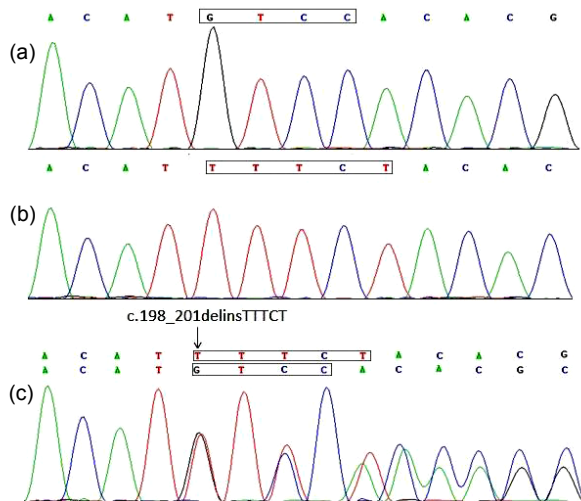 A C A T G T C C A C A C G
(a)
A C A T T T T C T A C A C
(b)
c.198_201delinsTTTCT
A C A T T T T C T A C A C G
A C A T G T C C A C A C G C
(c)